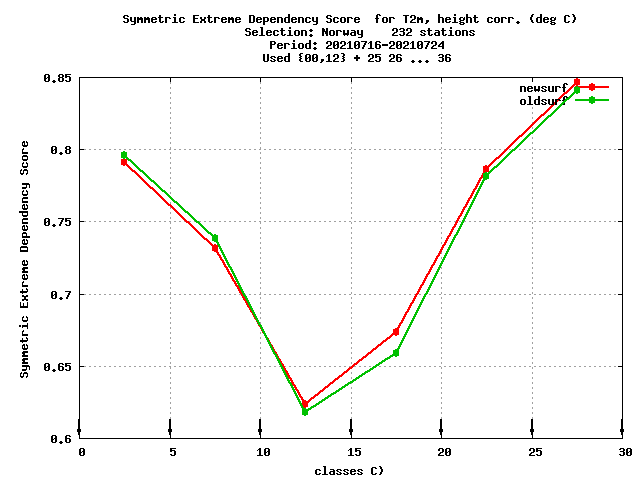 Symmetric Extreme Dependency Score  for T2m, height corr. (deg C)
Selection: Norway    232 stations
Period: 20210716-20210724
Used {00,12} + 25 26 ... 36
newsurf
oldsurf
Symmetric Extreme Dependency Score
0.85
0.8
0.75
0.7
0.65
0.6
0 5 10 15 20 25 30
classes C)